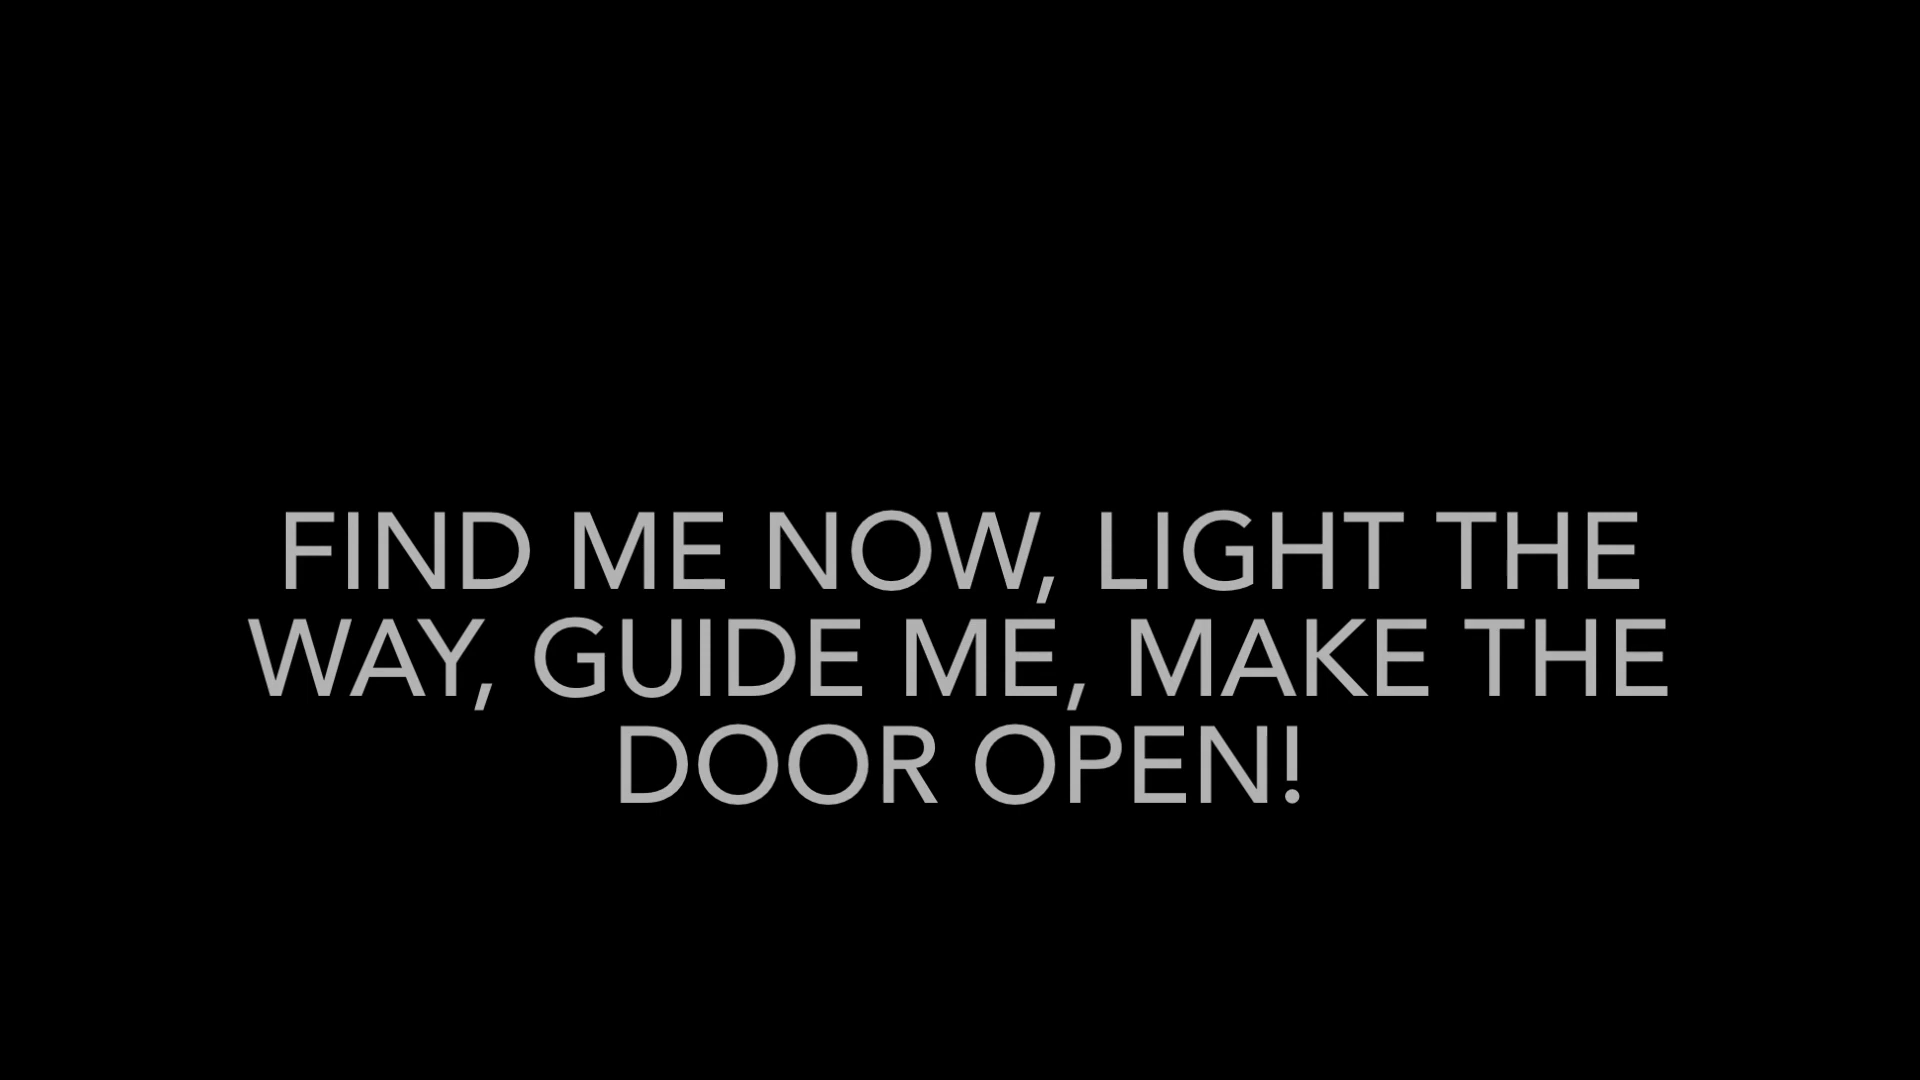 FIND ME NOW, LIGHT THE
WAY, GUIDE ME, MAKE THE
DOOR OPEN!